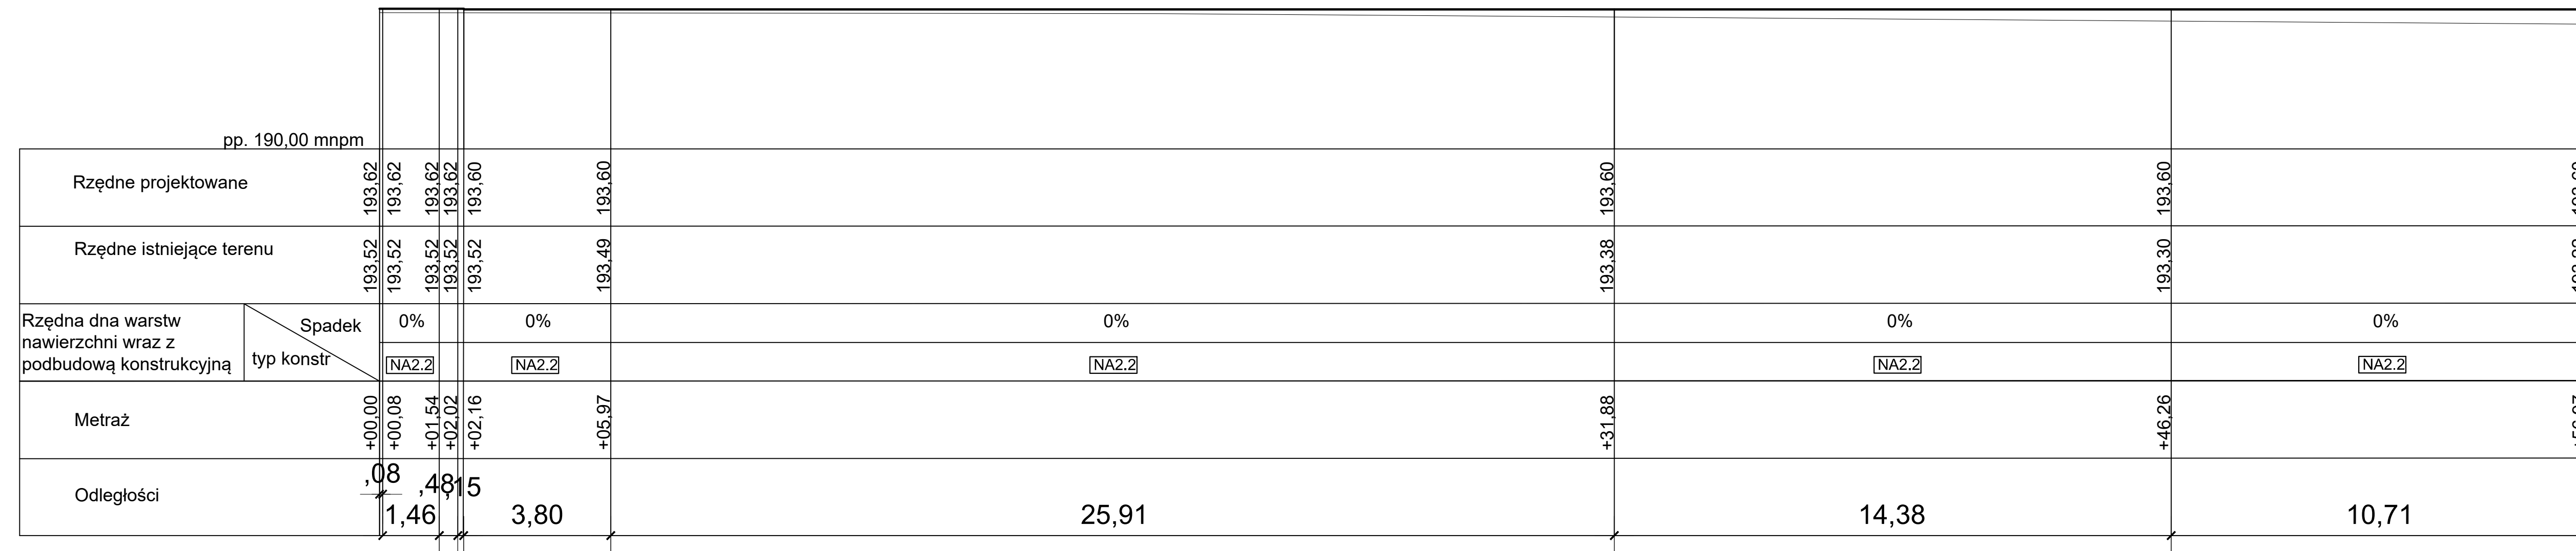 pp. 190,00 mnpm
Rzędne projektowane
193,62
193,62
193,62
193,62
193,60
193,60
193,60
193,60
Rzędne istniejące terenu
193,52
193,52
193,52
193,52
193,52
193,49
193,38
193,30
Rzędna dna warstw
nawierzchni wraz z
podbudową konstrukcyjną
Spadek
typ konstr
0%
0%
0%
0%
0%
NA2.2
NA2.2
NA2.2
NA2.2
NA2.2
Metraż
+00,00
+00,08
+01,54
+02,02
+02,16
+05,97
+31,88
+46,26
Odległości
,08
1,46
,48
,15
3,80
25,91
14,38
10,71